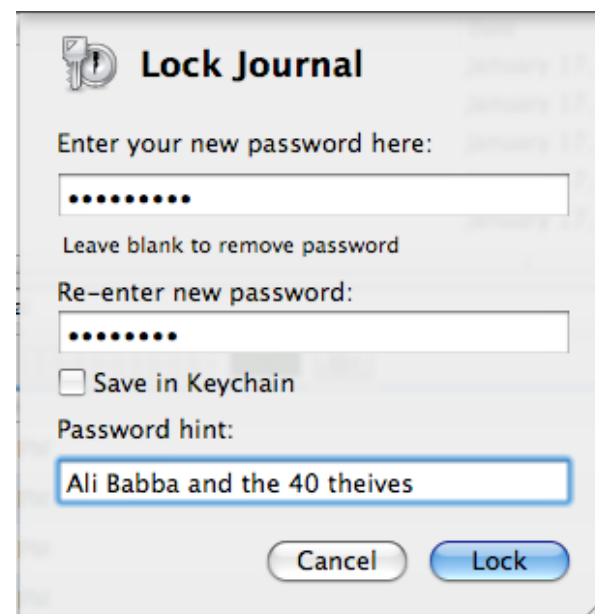 Lock Journal
Enter your new password here:
•••••••••
Leave blank to remove password
Re-enter new password:
••••••••
Save in Keychain
Password hint:
Ali Babba and the 40 theives
Cancel Lock